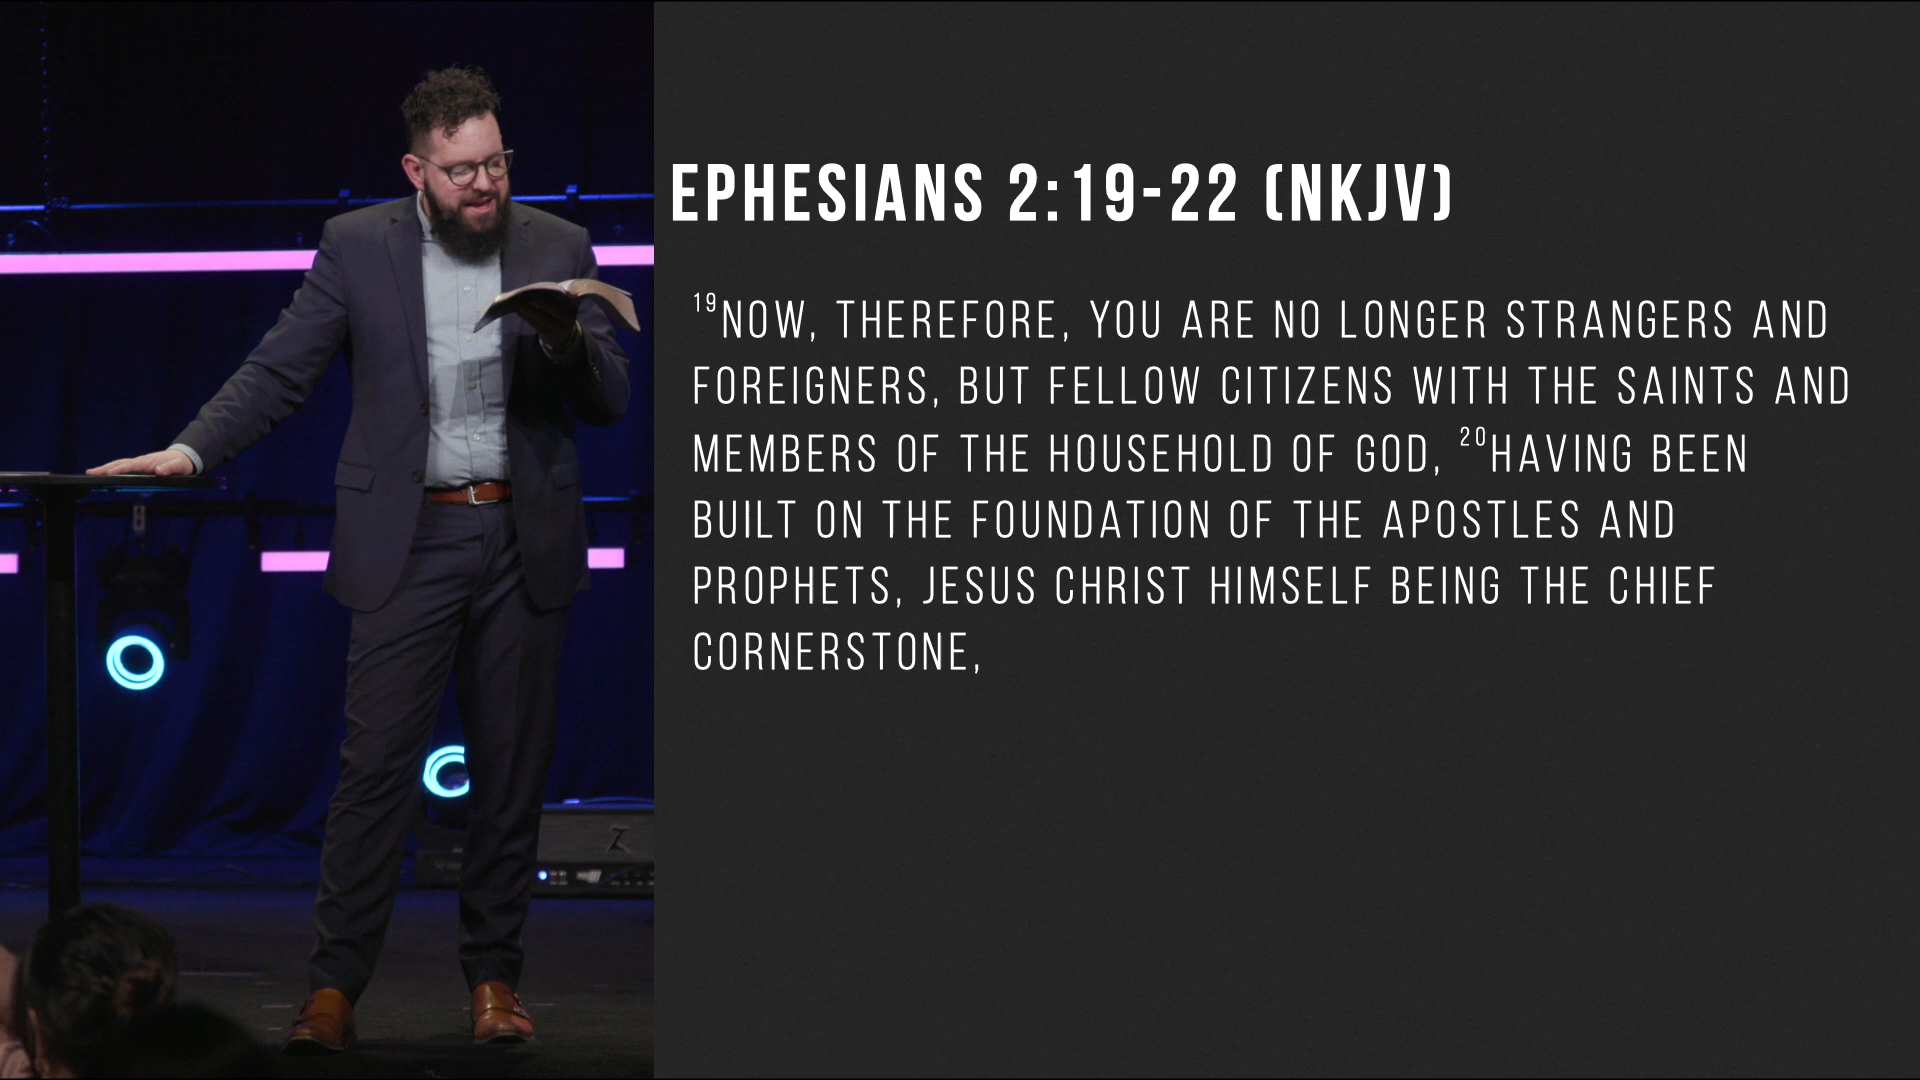 EPHESIANS 2:19-22 (NKJV)
19NOW, THEREFORE, YOU ARE NO LONGER STRANGERS AND
FOREIGNERS, BUT FELLOW CITIZENS WITH THE SAINTS AND
MEMBERS OF THE HOUSEHOLD OF GOD, 20HAVING BEEN
BUILT ON THE FOUNDATION OF THE APOSTLES AND
PROPHETS, JESUS CHRIST HIMSELF BEING THE CHIEF
CORNERSTONE,